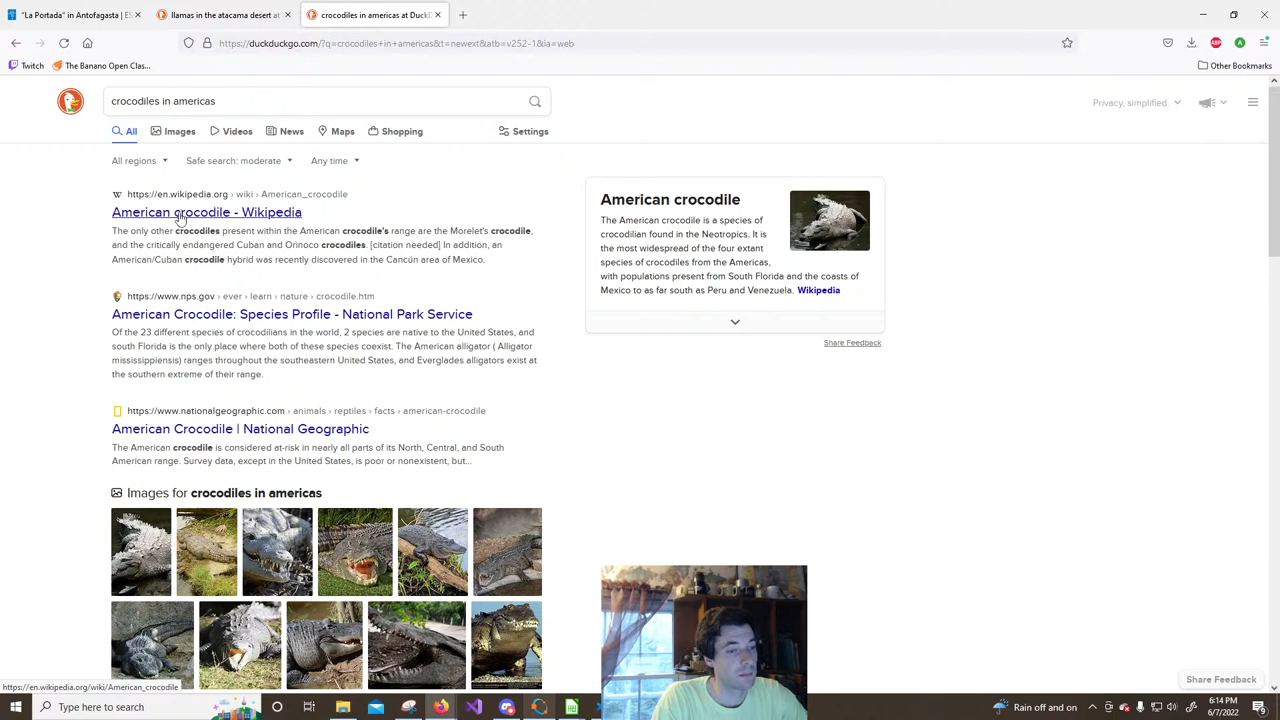 "La Portada" in Antofagasta | ES
llamas in the atacama desert at
crocodiles in americas at DuckD
https://duckduckgo.com/?q=crocodiles+in+americas&t=newext&atb=v252-1&ia=web
Twitch
The Banano Open Clas...
Other Bookmarks
crocodiles in americas
Privacy, simplified.
All
Images
Videos
News
Maps
Shopping
Settings
All regions
Safe search: moderate
Any time
https://en.wikipedia.org › wiki › American_crocodile
American crocodile - Wikipedia
The only other crocodiles present within the American crocodile's range are the Morelet's crocodile,
and the critically endangered Cuban and Orinoco crocodiles. [citation needed] In addition, an
American/Cuban crocodile hybrid was recently discovered in the Cancún area of Mexico.
https://www.nps.gov › ever › learn › nature › crocodile.htm
American Crocodile: Species Profile - National Park Service
Of the 23 different species of crocodilians in the world, 2 species are native to the United States, and
south Florida is the only place where both of these species coexist. The American alligator ( Alligator
mississippiensis) ranges throughout the southeastern United States, and Everglades alligators exist at
the southern extreme of their range.
https://www.nationalgeographic.com › animals › reptiles › facts › american-crocodile
American Crocodile | National Geographic
The American crocodile is considered at-risk in nearly all parts of its North, Central, and South
American range. Survey data, except in the United States, is poor or nonexistent, but...
Images for crocodiles in americas
American crocodile
The American crocodile is a species of
crocodilian found in the Neotropics. It is
the most widespread of the four extant
species of crocodiles from the Americas,
with populations present from South Florida and the coasts of
Mexico to as far south as Peru and Venezuela. Wikipedia
Share Feedback
Share Feedback
https://en.wikipedia.org/wiki/American_crocodile
Type here to search
Rain off and on
6:14 PM
6/7/2022